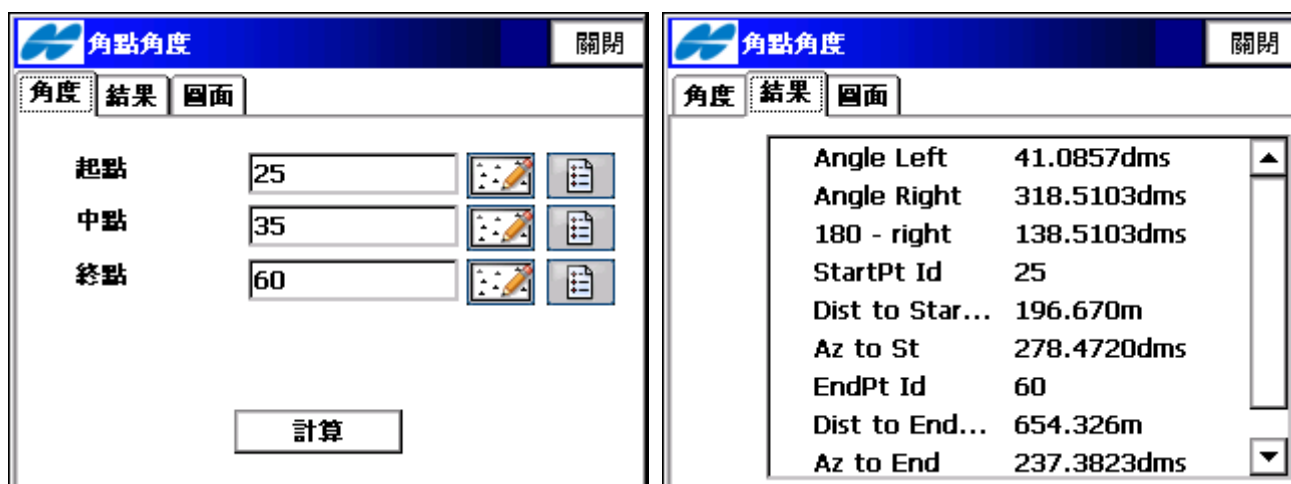 角點角度 關閉
角度 結果 圖面
起點 25
中點 35
終點 60
計算
角點角度 關閉
角度 結果 圖面
Angle Left 41.0857dms
Angle Right 318.5103dms
180 - right 138.5103dms
StartPt Id 25
Dist to Star... 196.670m
Az to St 278.4720dms
EndPt Id 60
Dist to End... 654.326m
Az to End 237.3823dms